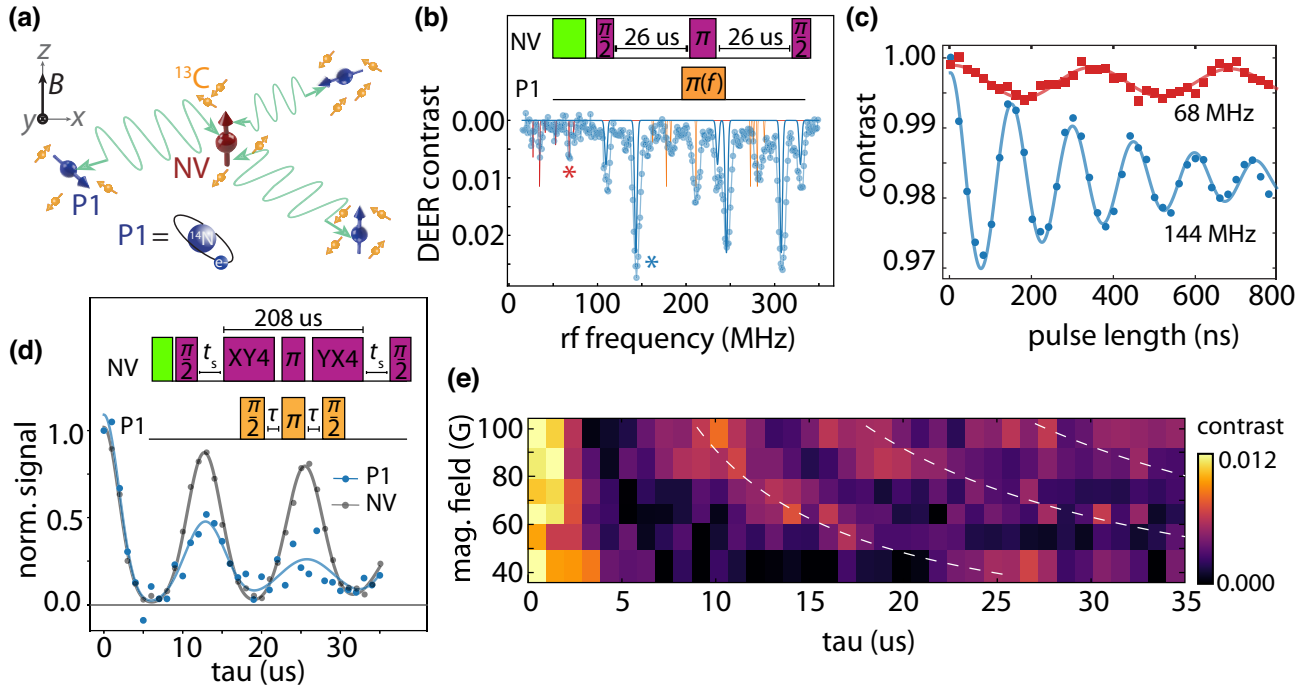 (a)
z
B
y
x
13C
NV
P1
P1 =
14N
e-
(b)
NV
π/2
26 us
π
26 us
π/2
P1
π(f)
0.00
0.01
0.02
DEER contrast
*
*
100
200
300
rf frequency (MHz)
(c)
1.00
0.99
0.98
0.97
contrast
68 MHz
144 MHz
0
200
400
600
800
pulse length (ns)
(d)
208 us
NV
π/2
ts
XY4
π
YX4
ts
π/2
P1
π/2
τ
π
τ
π/2
1.0
0.5
0.0
norm. signal
P1
NV
0
10
20
30
tau (us)
(e)
100
80
60
40
mag. field (G)
0
5
10
15
20
25
30
35
tau (us)
contrast
0.012
0.000